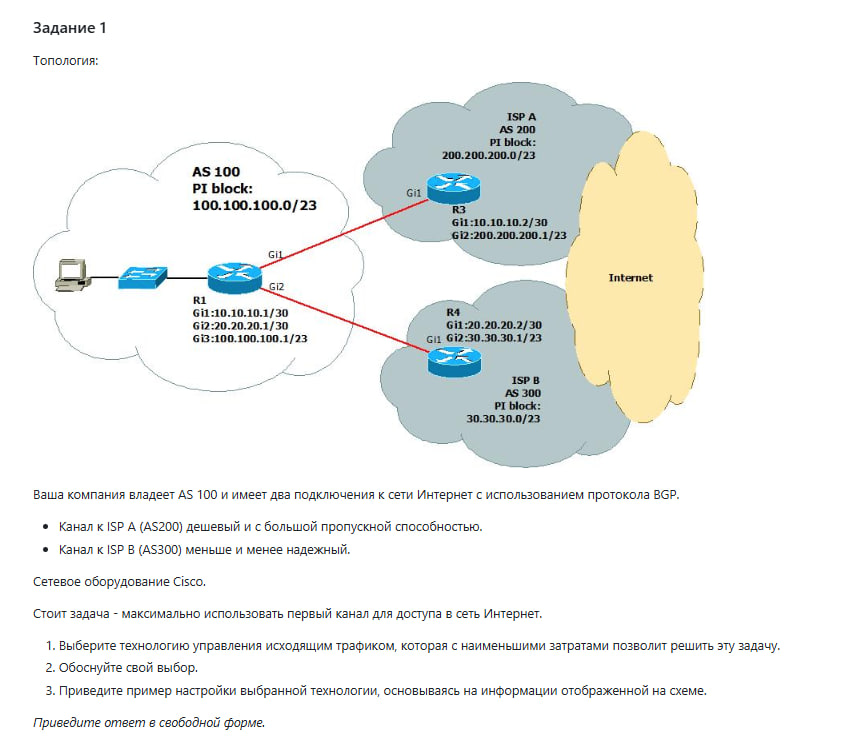 Задание 1
Топология:
ISP A
AS 200
PI block:
200.200.200.0/23
AS 100
PI block:
100.100.100.0/23
Gi1
R3
Gi1:10.10.10.2/30
Gi2:200.200.200.1/23
Gi1
Internet
Gi2
R1
Gi1:10.10.10.1/30
Gi2:20.20.20.1/30
Gi3:100.100.100.1/23
R4
Gi1:20.20.20.2/30
Gi1
Gi2:30.30.30.1/23
ISP B
AS 300
PI block:
30.30.30.0/23
Ваша компания владеет AS 100 и имеет два подключения к сети Интернет с использованием протокола BGP.
• Канал к ISP A (AS200) дешевый и с большой пропускной способностью.
• Канал к ISP B (AS300) меньше и менее надежный.
Сетевое оборудование Cisco.
Стоит задача - максимально использовать первый канал для доступа в сеть Интернет.
1. Выберите технологию управления исходящим трафиком, которая с наименьшими затратами позволит решить эту задачу.
2. Обоснуйте свой выбор.
3. Приведите пример настройки выбранной технологии, основываясь на информации отображенной на схеме.
Приведите ответ в свободной форме.